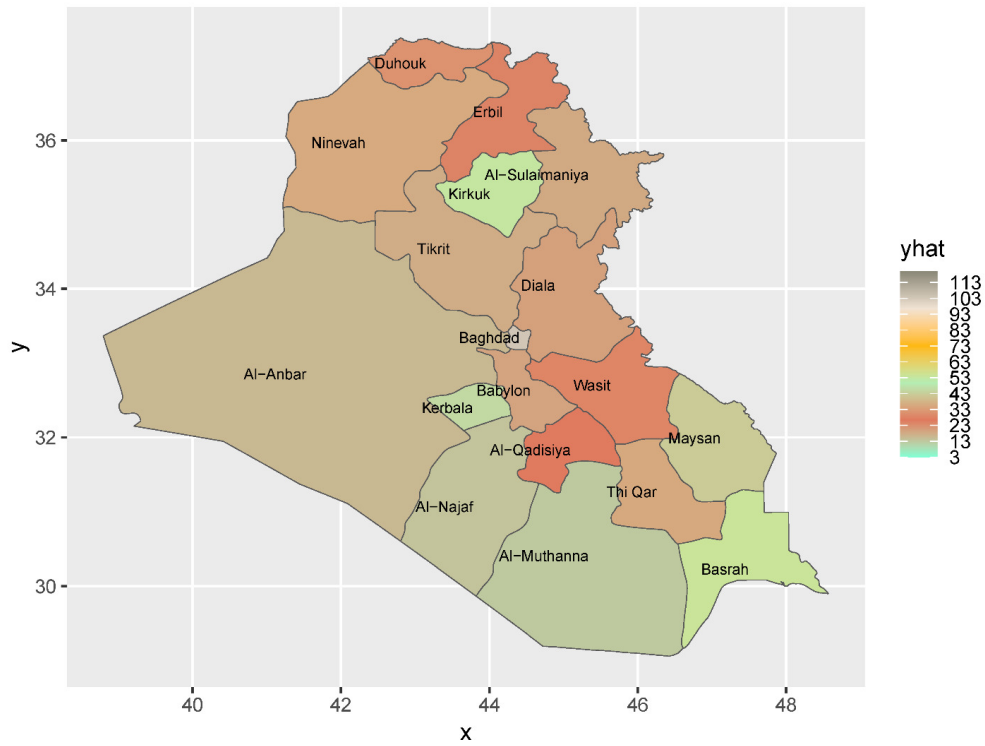 Duhouk
Erbil
Ninevah
Al-Sulaimaniya
Kirkuk
Tikrit
Diala
Baghdad
Al-Anbar
Wasit
Babylon
Kerbala
Maysan
Al-Qadisiya
Thi Qar
Al-Najaf
Al-Muthanna
Basrah
36
34
32
30
y
40 42 44 46 48
x
yhat
113
103
93
83
73
63
53
43
33
23
13
3